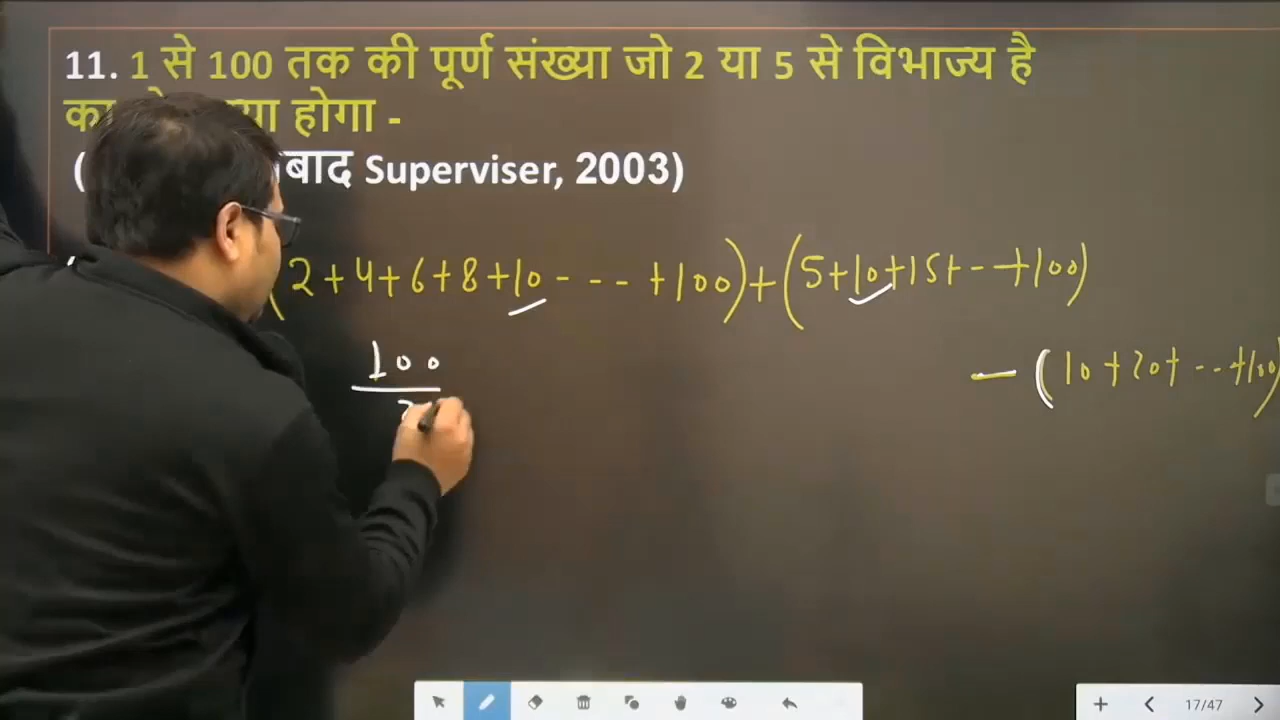 11. 1 से 100 तक की पूर्ण संख्या जो 2 या 5 से विभाज्य है
होगा -
Superviser, 2003)
(2+4+6+8+10- - - - +100)+(5+10+15+ - - +100)
100
- (10+20+ - - - +100)
17/47